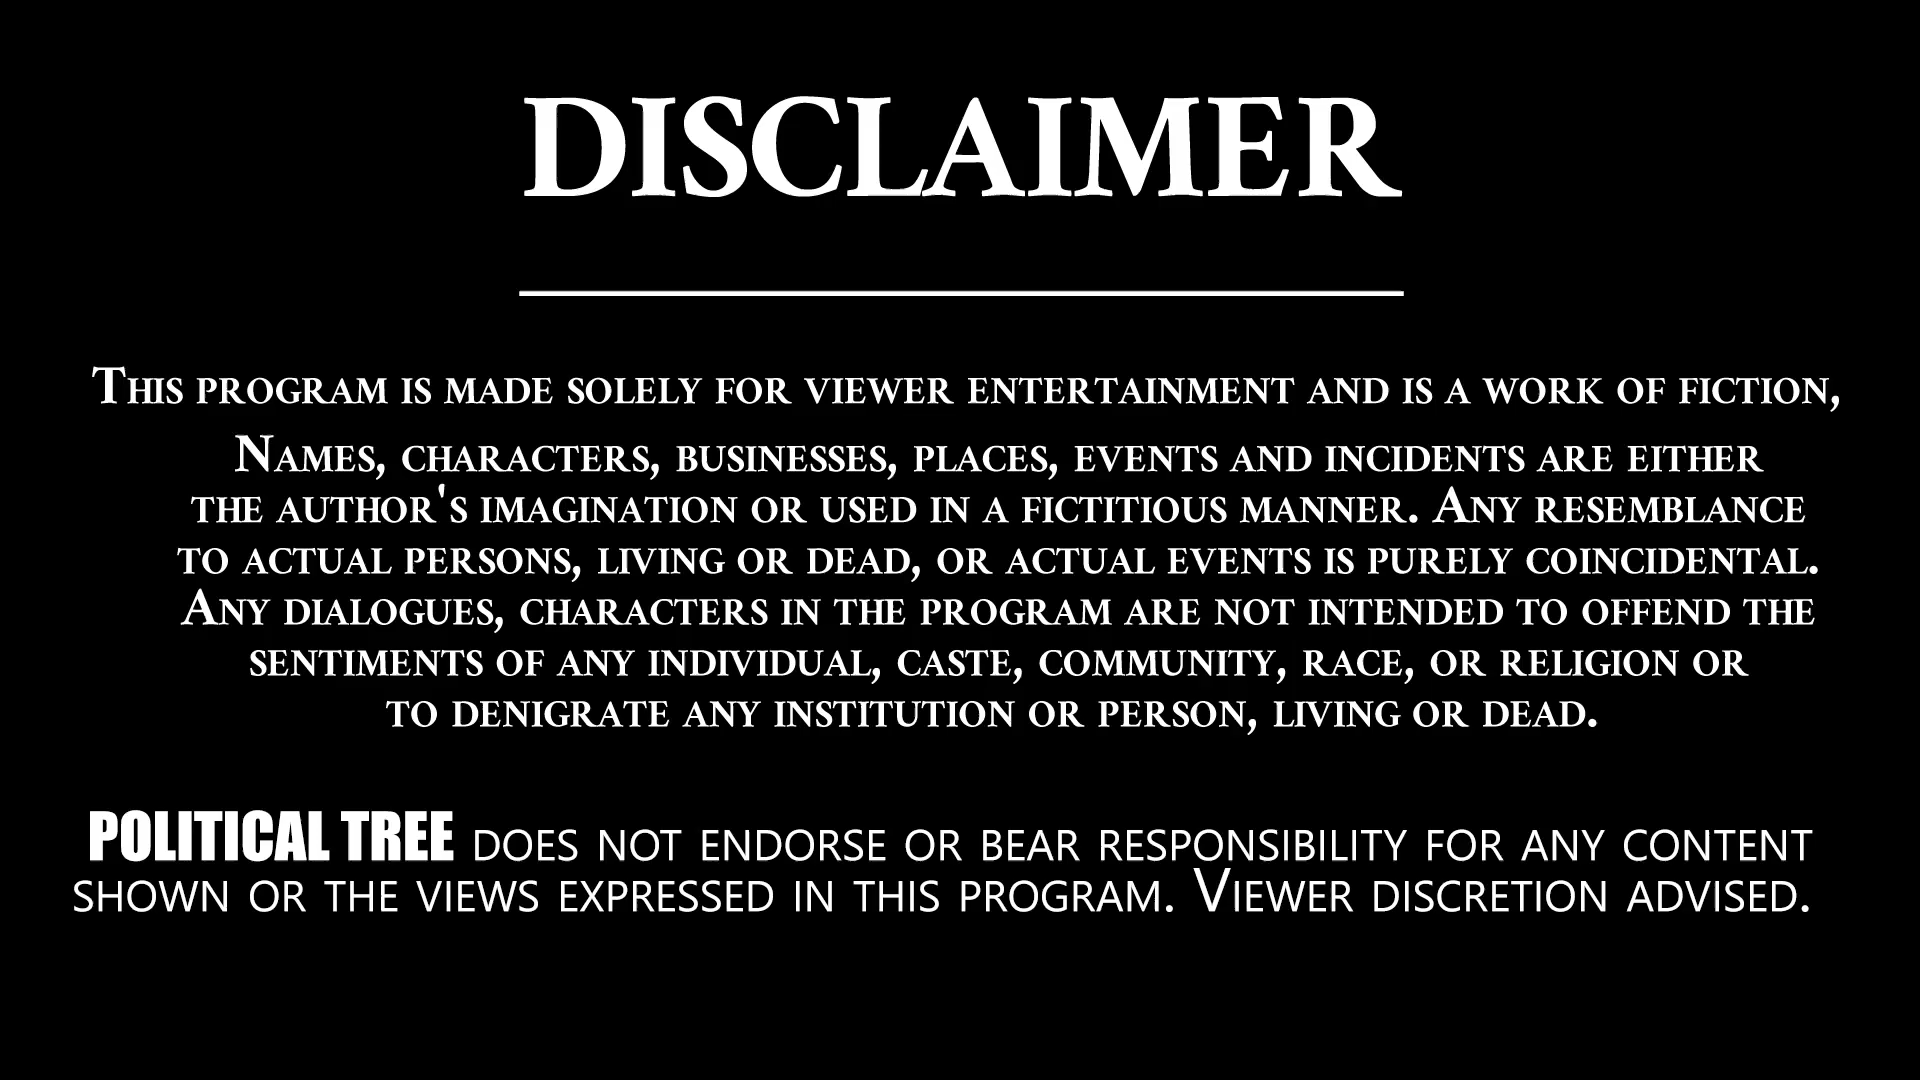 DISCLAIMER
This program is made solely for viewer entertainment and is a work of fiction,
Names, characters, businesses, places, events and incidents are either
the author's imagination or used in a fictitious manner. Any resemblance
to actual persons, living or dead, or actual events is purely coincidental.
Any dialogues, characters in the program are not intended to offend the
sentiments of any individual, caste, community, race, or religion or
to denigrate any institution or person, living or dead.
POLITICAL TREE does not endorse or bear responsibility for any content
shown or the views expressed in this program. Viewer discretion advised.